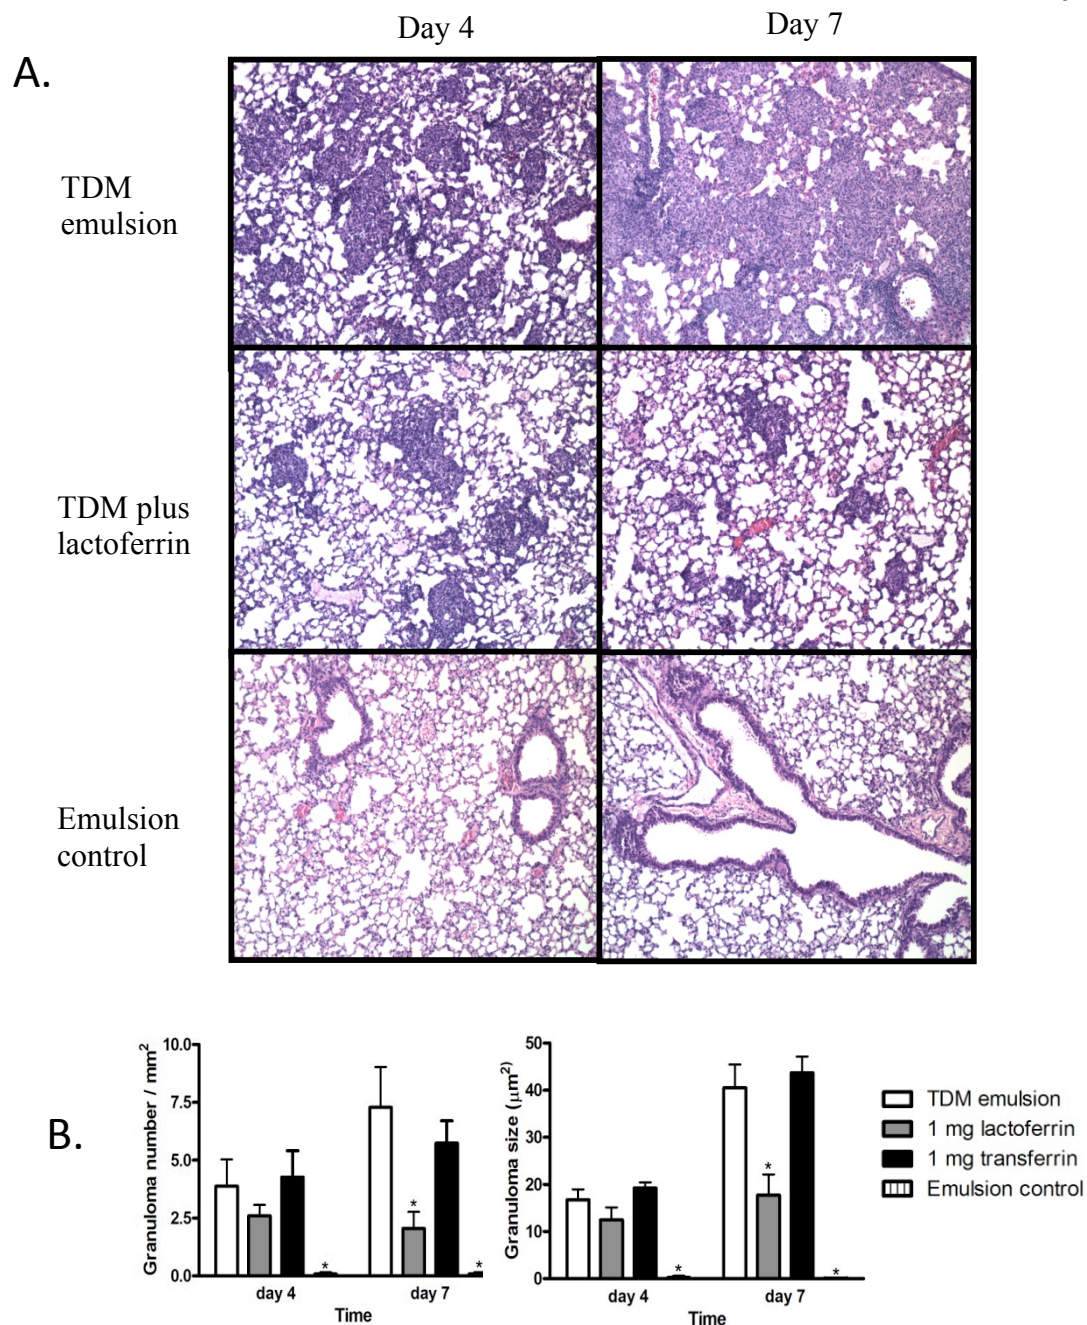 Day 4
Day 7
A.
TDM
emulsion
TDM plus
lactoferrin
Emulsion
control
B.
Granuloma number / mm²
10.0
7.5
5.0
2.5
0.0
*
*
*
day 4
day 7
Time
Granuloma size (μm²)
50
40
30
20
10
0
*
*
*
day 4
day 7
Time
TDM emulsion
1 mg lactoferrin
1 mg transferrin
Emulsion control